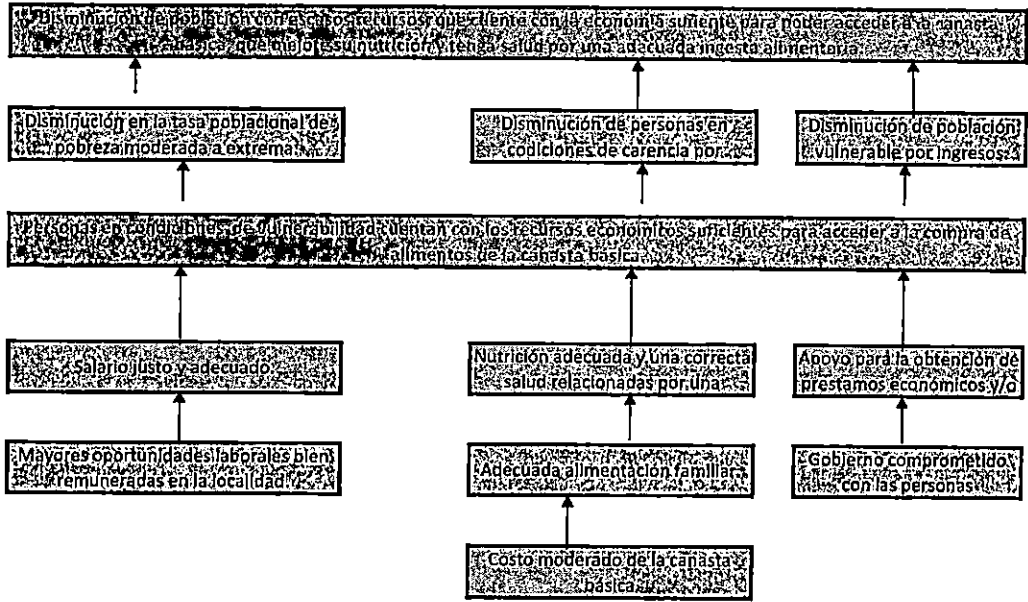 Disminución de población con escasos recursos que cuente con la economía suficiente para poder acceder a la canasta
básica, que mejore su nutrición y tenga salud por una adecuada ingesta alimentaria
Disminución en la tasa poblacional de
pobreza moderada a extrema
Disminución de personas en
codiciones de carencia por
Disminución de población
vulnerable por ingresos
Personas en condiciones de vulnerabilidad cuentan con los recursos económicos suficientes para acceder a la compra de
alimentos de la canasta básica
Salario justo y adecuado
Nutrición adecuada y una correcta
salud relacionadas por una
Apoyo para la obtención de
prestamos económicos y/o
Mayores oportunidades laborales bien
remuneradas en la localidad
Adecuada alimentación familiar
Gobierno comprometido
con las personas
Costo moderado de la canasta
básica